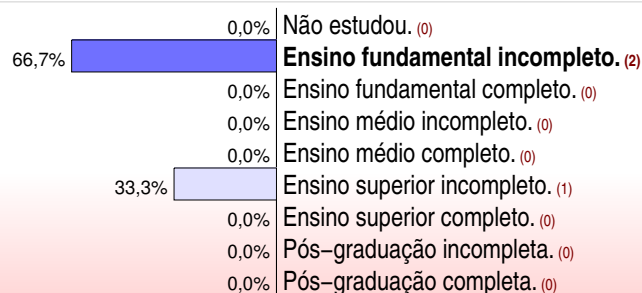 0,0% Não estudou. (0)
66,7% Ensino fundamental incompleto. (2)
0,0% Ensino fundamental completo. (0)
0,0% Ensino médio incompleto. (0)
0,0% Ensino médio completo. (0)
33,3% Ensino superior incompleto. (1)
0,0% Ensino superior completo. (0)
0,0% Pós−graduação incompleta. (0)
0,0% Pós−graduação completa. (0)